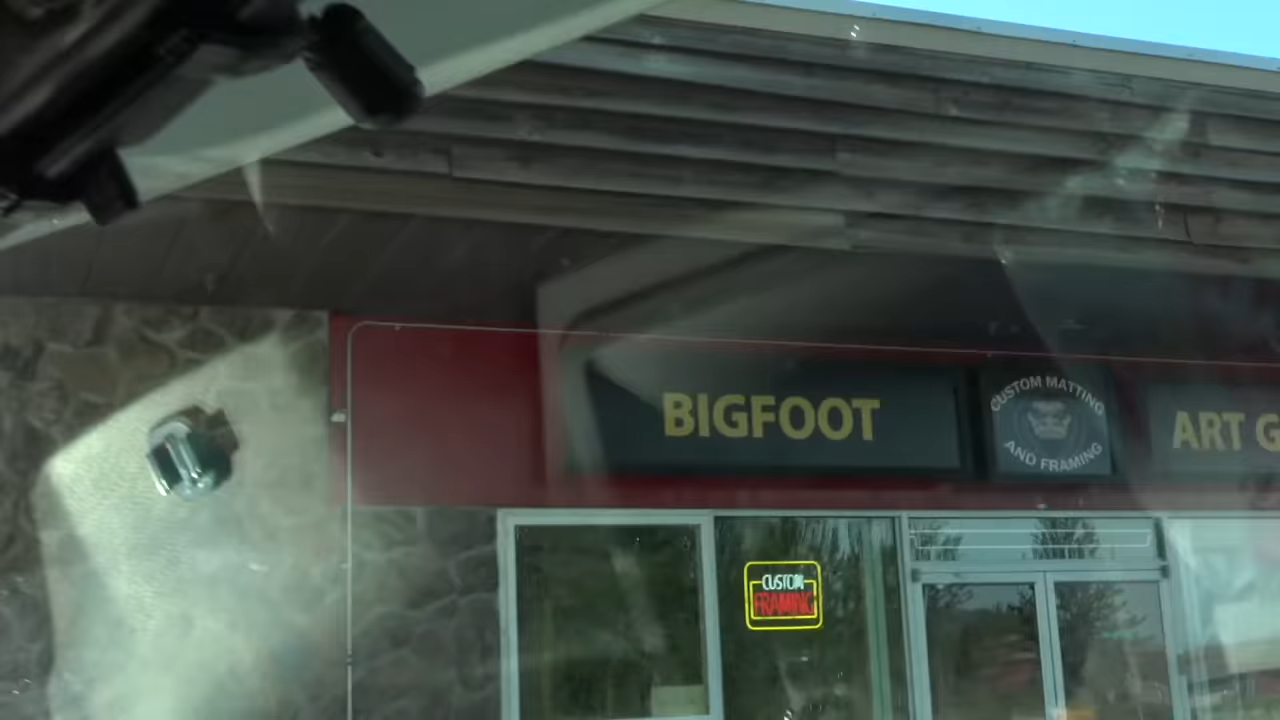 BIGFOOT
CUSTOM MATTING
AND FRAMING
ART G
CUSTOM
FRAMING